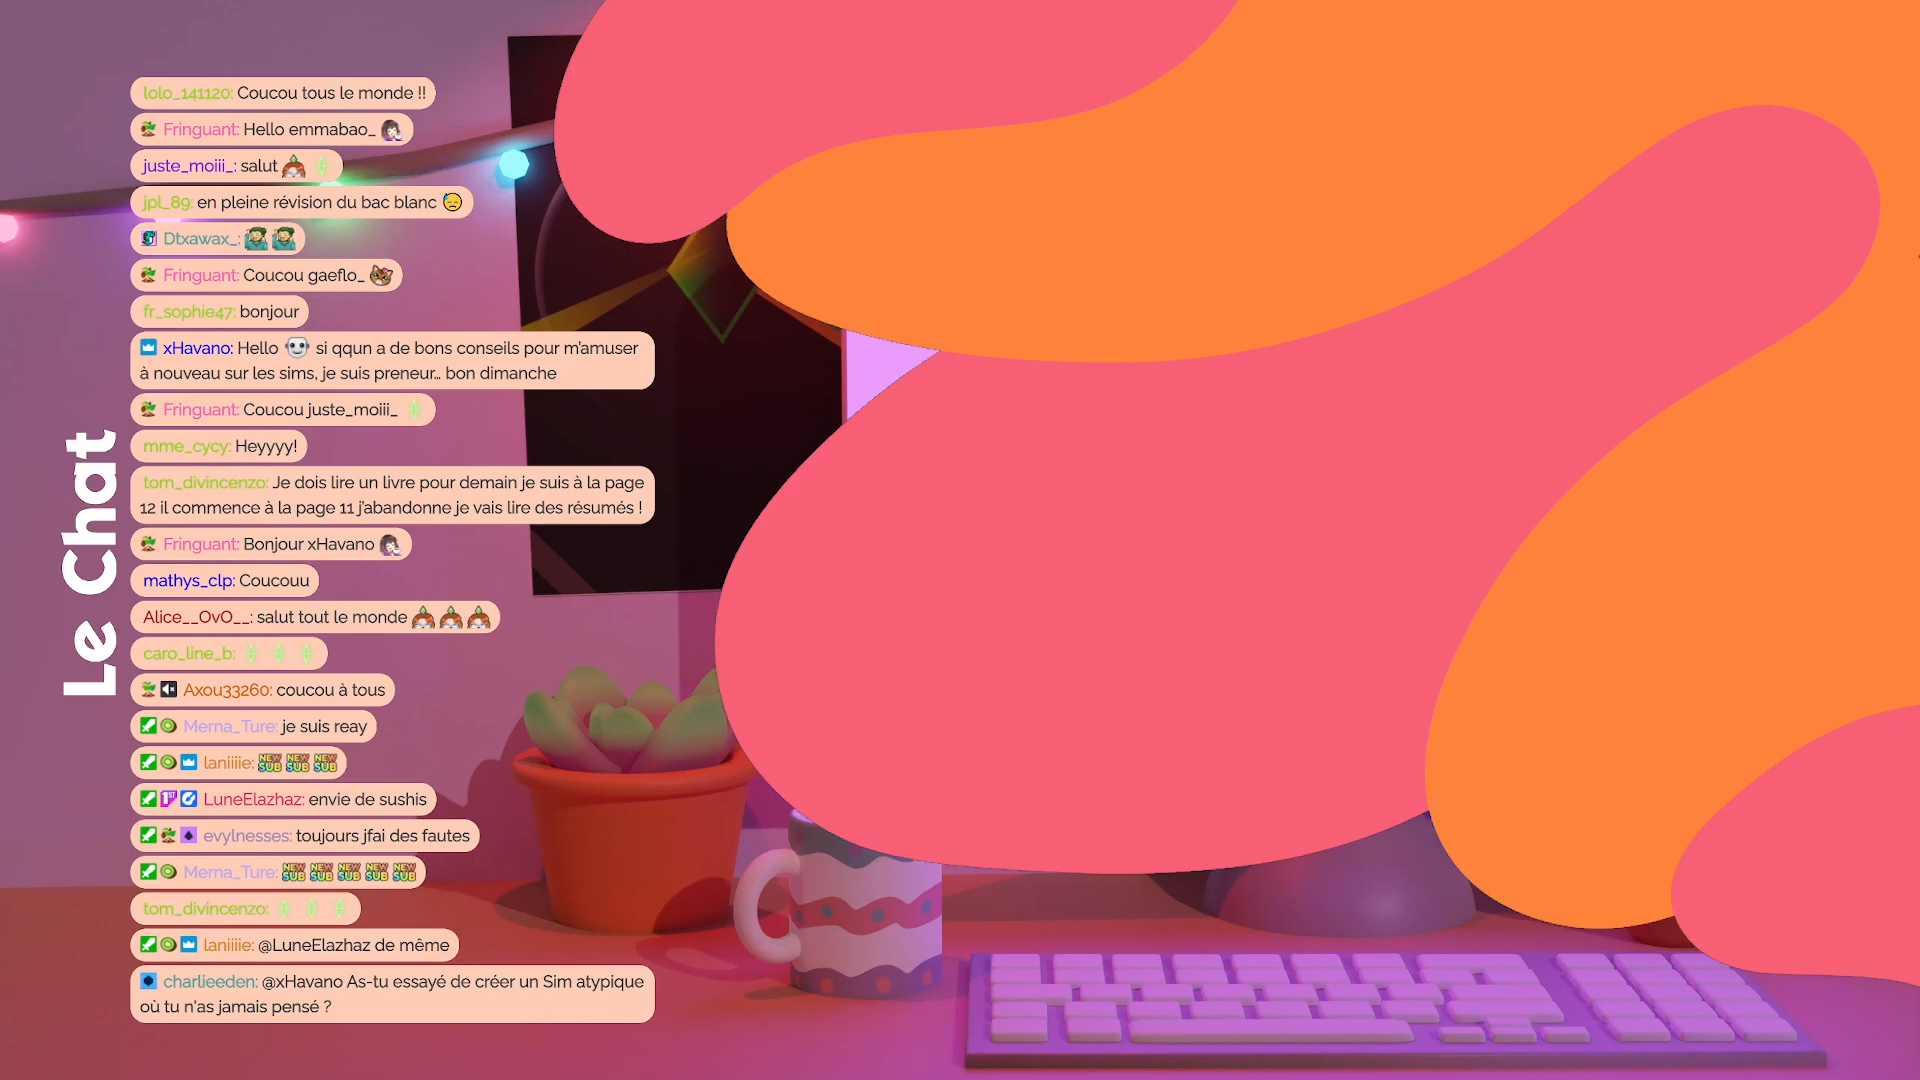 Le Chat
lolo_141120: Coucou tous le monde !!
Fringuant: Hello emmabao_
juste_moiii_: salut
jpl_89: en pleine révision du bac blanc
Dtxawax_:
Fringuant: Coucou gaeflo_
fr_sophie47: bonjour
xHavano: Hello si qqun a de bons conseils pour m'amuser
à nouveau sur les sims, je suis preneur... bon dimanche
Fringuant: Coucou juste_moiii_
mme_cycy: Heyyyy!
tom_divincenzo: Je dois lire un livre pour demain je suis à la page
12 il commence à la page 11 j'abandonne je vais lire des résumés !
Fringuant: Bonjour xHavano
mathys_clp: Coucouu
Alice__OvO__: salut tout le monde
caro_line_b:
Axou33260: coucou à tous
Merna_Ture: je suis reay
laniiiie: NEW SUB NEW SUB NEW SUB
1ST LuneElazhaz: envie de sushis
evylnesses: toujours jfai des fautes
Merna_Ture: NEW SUB NEW SUB NEW SUB NEW SUB NEW SUB
tom_divincenzo:
laniiiie: @LuneElazhaz de même
charlieeden: @xHavano As-tu essayé de créer un Sim atypique
où tu n'as jamais pensé ?